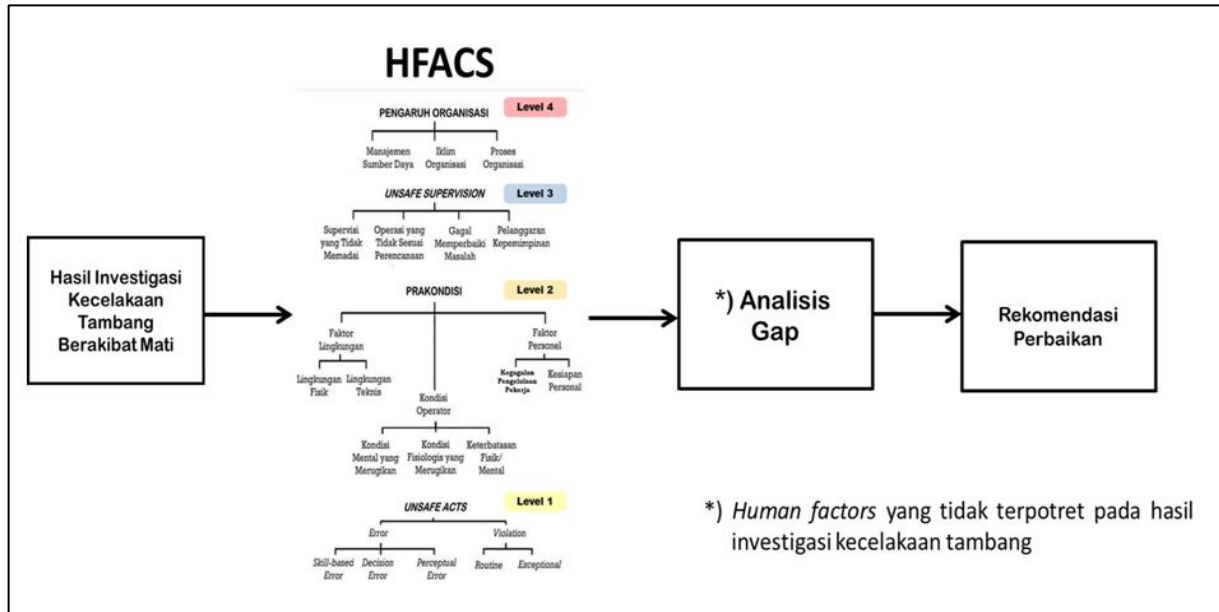 HFACS
PENGARUH ORGANISASI
Level 4
Manajemen
Sumber Daya
Iklim
Organisasi
Proses
Organisasi
UNSAFE SUPERVISION
Level 3
Supervisi
yang Tidak
Memadai
Operasi yang
Tidak Sesuai
Perencanaan
Gagal
Memperbaiki
Masalah
Pelanggaran
Kepemimpinan
Hasil Investigasi
Kecelakaan
Tambang
Berakibat Mati
PRAKONDISI
Level 2
Faktor
Lingkungan
Faktor
Personel
Lingkungan
Fisik
Lingkungan
Teknis
Kegagalan
Pengelolaan
Pekerja
Kesiapan
Personal
Kondisi
Operator
Kondisi
Mental yang
Merugikan
Kondisi
Fisiologis yang
Merugikan
Keterbatasan
Fisik/
Mental
UNSAFE ACTS
Level 1
Error
Violation
Skill-based
Error
Decision
Error
Perceptual
Error
Routine
Exceptional
*) Analisis
Gap
Rekomendasi
Perbaikan
*) Human factors yang tidak terpotret pada hasil
investigasi kecelakaan tambang